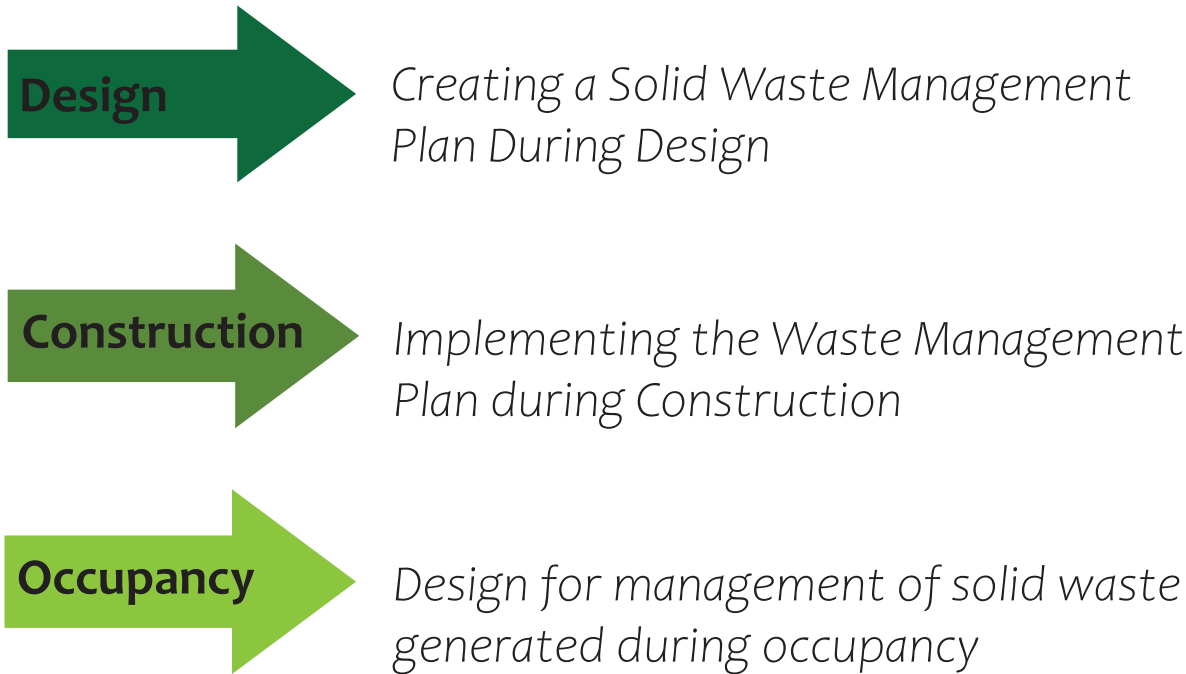 Design
Creating a Solid Waste Management
Plan During Design
Construction
Implementing the Waste Management
Plan during Construction
Occupancy
Design for management of solid waste
generated during occupancy